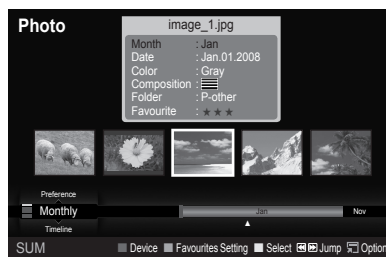 Photo
image_1.jpg
Month : Jan
Date : Jan.01.2008
Color : Gray
Composition :
Folder : P-other
Favourite : ★ ★ ★
Preference
Monthly
Timeline
Jan
Nov
SUM
Device
Favourites Setting
Select
Jump
Option